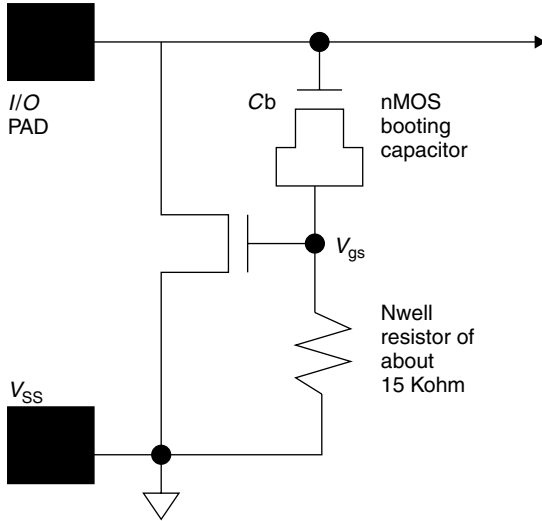 I/O
PAD
Cb
nMOS
booting
capacitor
Vgs
Nwell
resistor of
about
15 Kohm
VSS